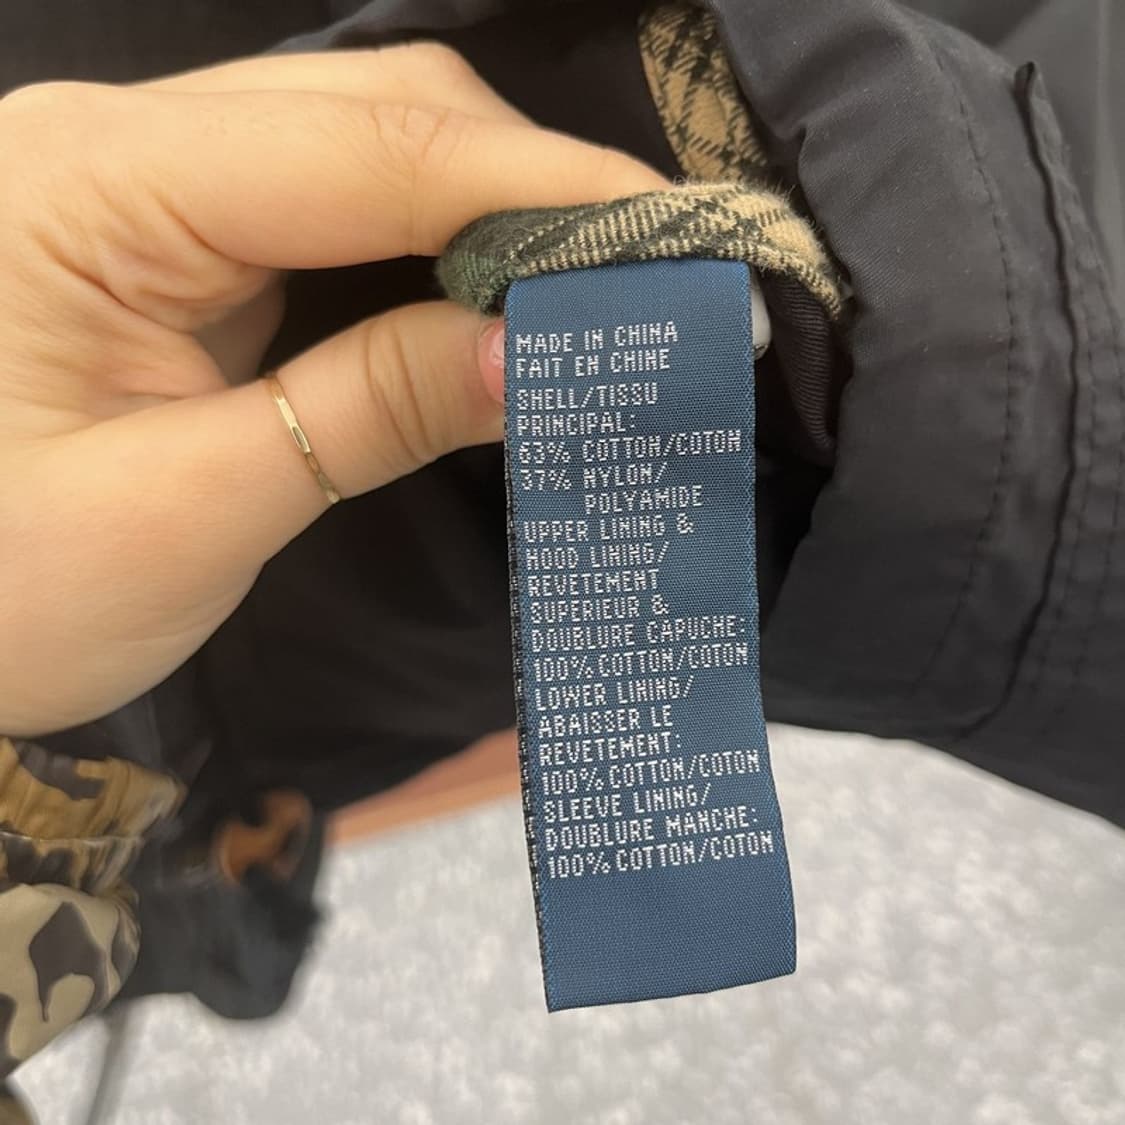 MADE IN CHINA
FAIT EN CHINE
SHELL/TISSU
PRINCIPAL:
63% COTTON/COTON
37% NYLON/
POLYAMIDE
UPPER LINING &
HOOD LINING/
REVETEMENT
SUPERIEUR &
DOUBLURE CAPUCHE:
100% COTTON/COTON
LOWER LINING/
ABAISSER LE
REVETEMENT:
100% COTTON/COTON
SLEEVE LINING/
DOUBLURE MANCHE:
100% COTTON/COTON